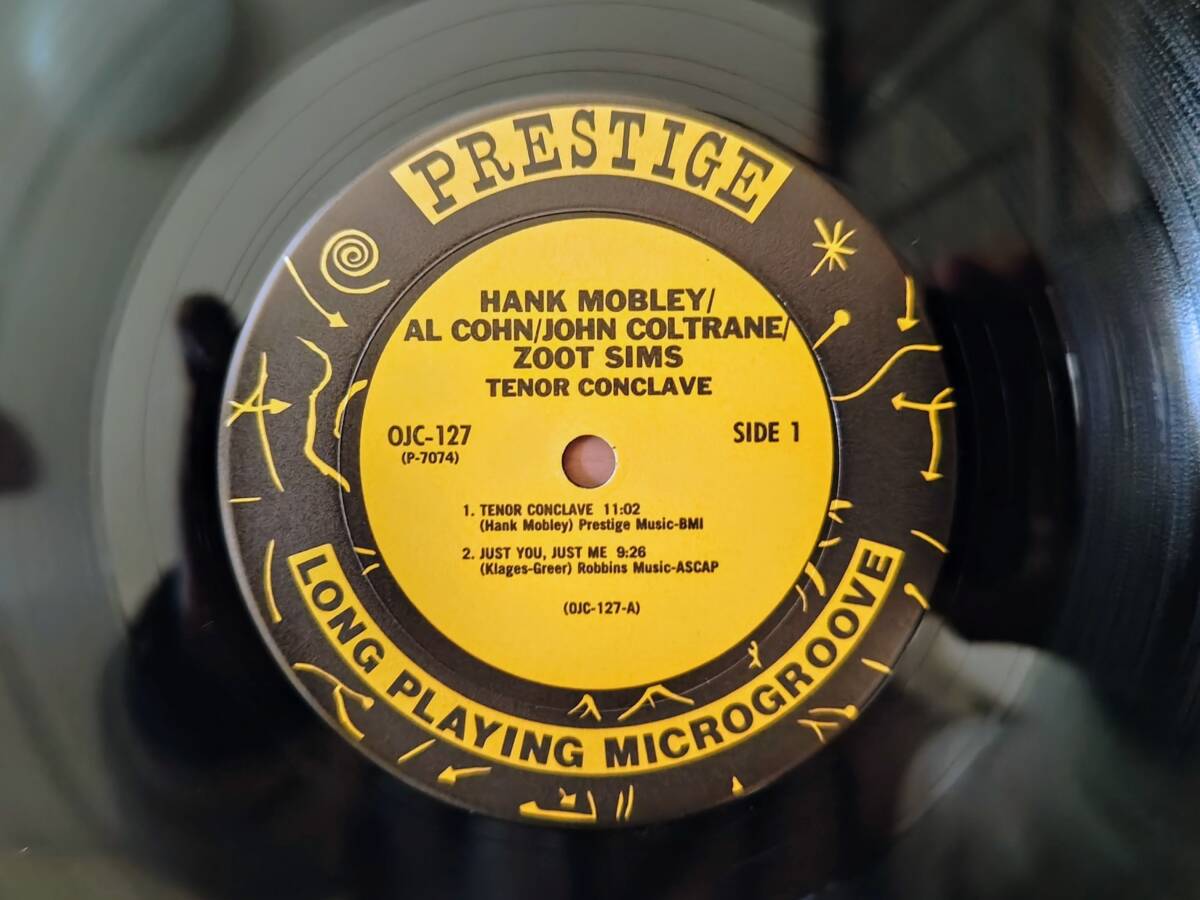 PRESTIGE
HANK MOBLEY/
AL COHN/JOHN COLTRANE/
ZOOT SIMS
TENOR CONCLAVE
OJC-127
(P-7074)
SIDE 1
1. TENOR CONCLAVE 11:02
(Hank Mobley) Prestige Music-BMI
2. JUST YOU, JUST ME 9:26
(Klages-Greer) Robbins Music-ASCAP
(OJC-127-A)
LONG PLAYING MICROGROOVE